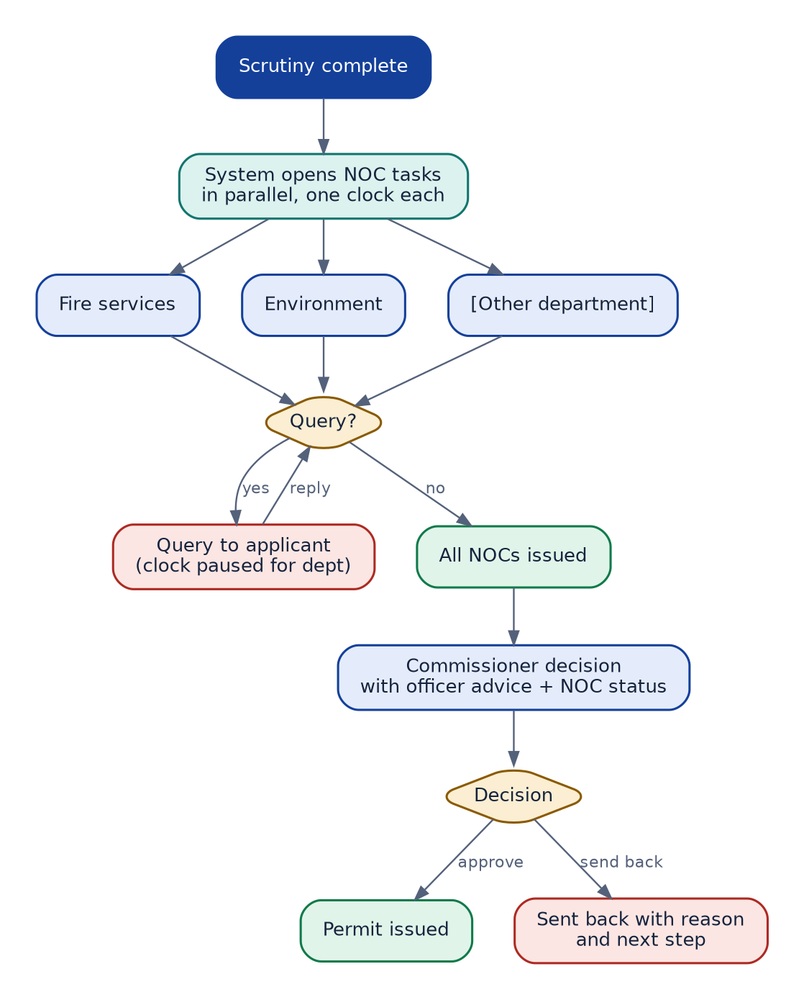 Scrutiny complete
System opens NOC tasks
in parallel, one clock each
Fire services
Environment
[Other department]
Query?
yes
reply
no
Query to applicant
(clock paused for dept)
All NOCs issued
Commissioner decision
with officer advice + NOC status
Decision
approve
send back
Permit issued
Sent back with reason
and next step